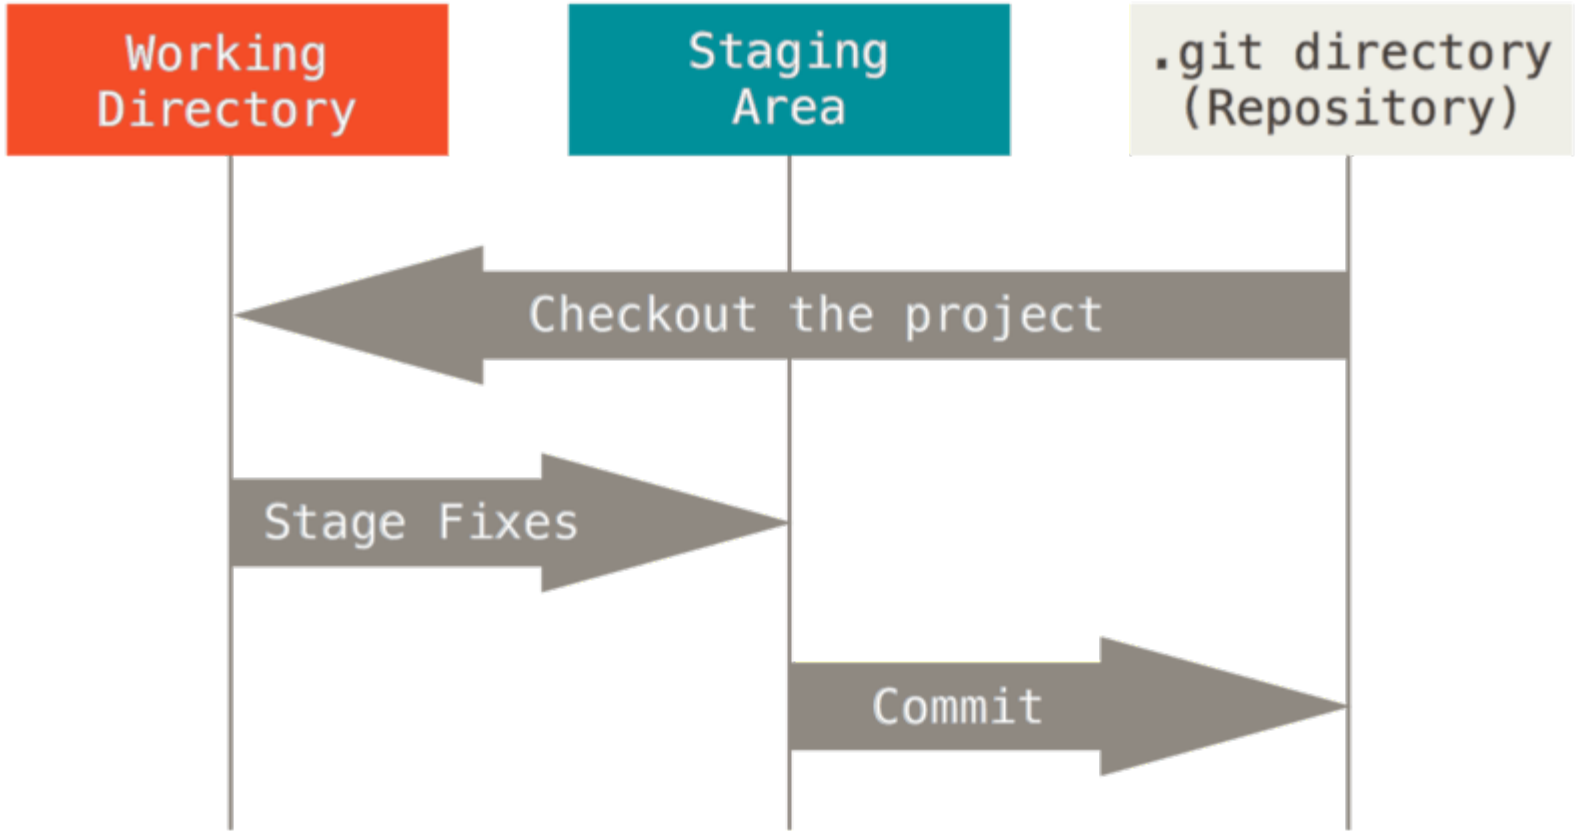 Working
Directory
Staging
Area
.git directory
(Repository)
Checkout the project
Stage Fixes
Commit